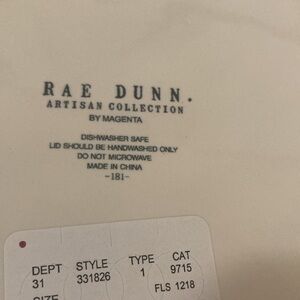 RAE DUNN.
ARTISAN COLLECTION
BY MAGENTA
DISHWASHER SAFE
LID SHOULD BE HANDWASHED ONLY
DO NOT MICROWAVE
MADE IN CHINA
-181-
DEPT STYLE TYPE CAT
31 331826 1 9715
SIZE FLS 1218